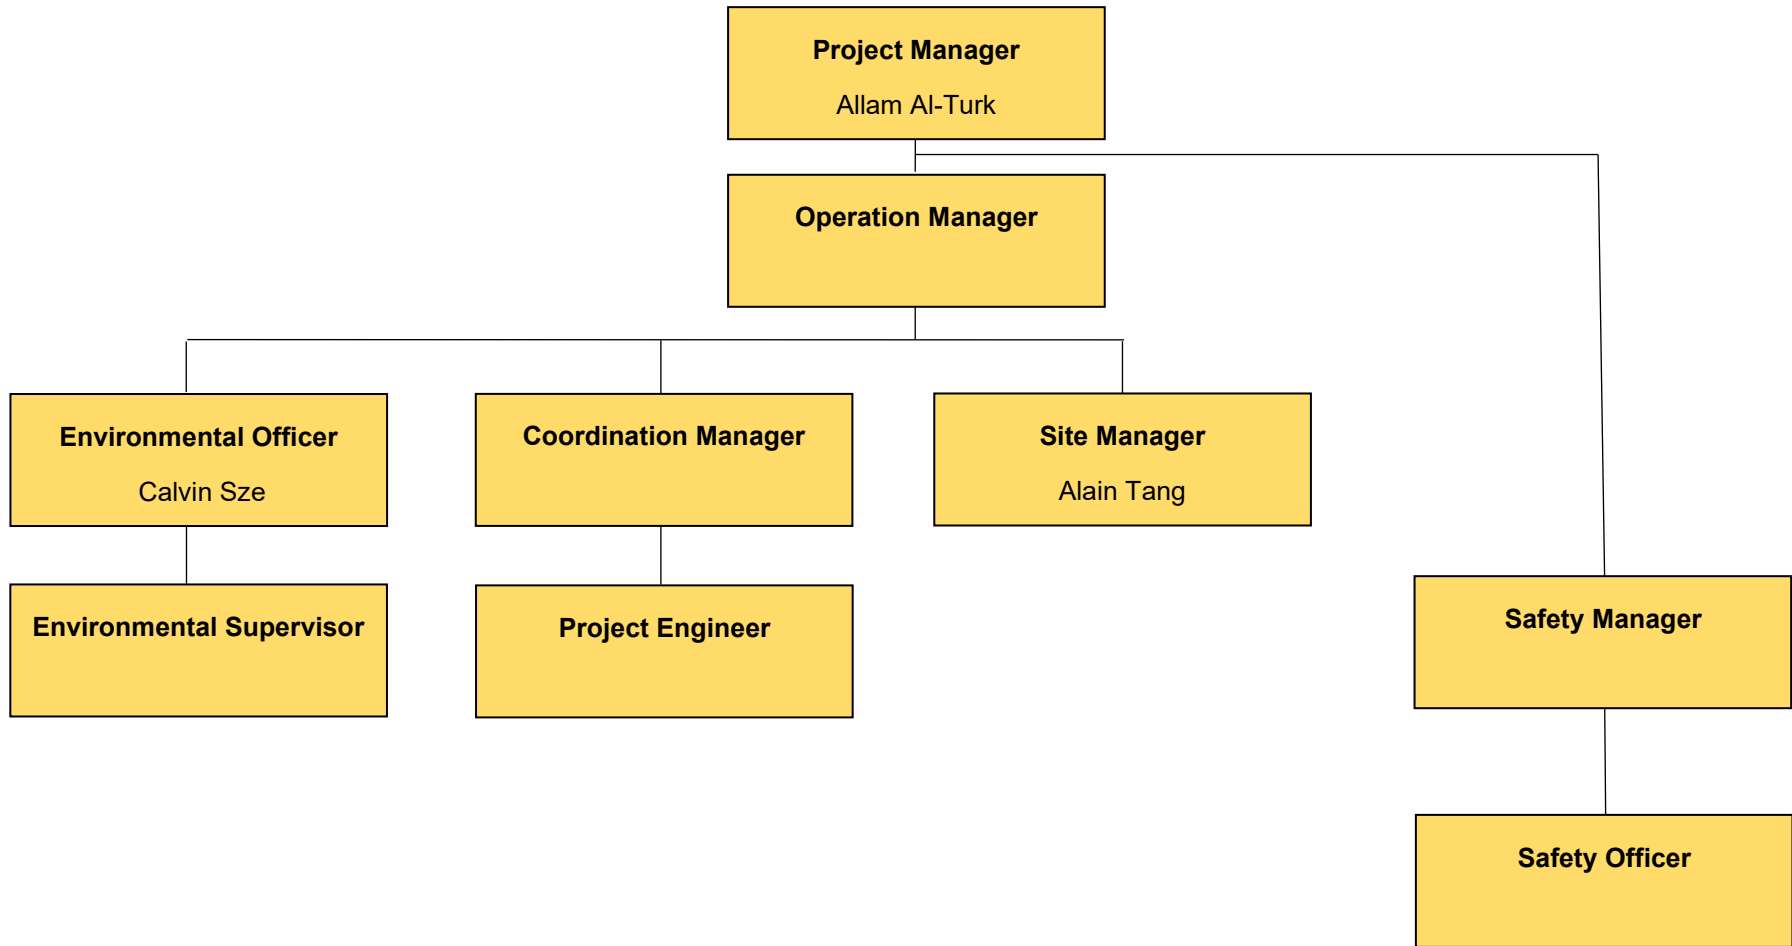 Project Manager
Allam Al-Turk
Operation Manager
Environmental Officer
Calvin Sze
Coordination Manager
Site Manager
Alain Tang
Environmental Supervisor
Project Engineer
Safety Manager
Safety Officer